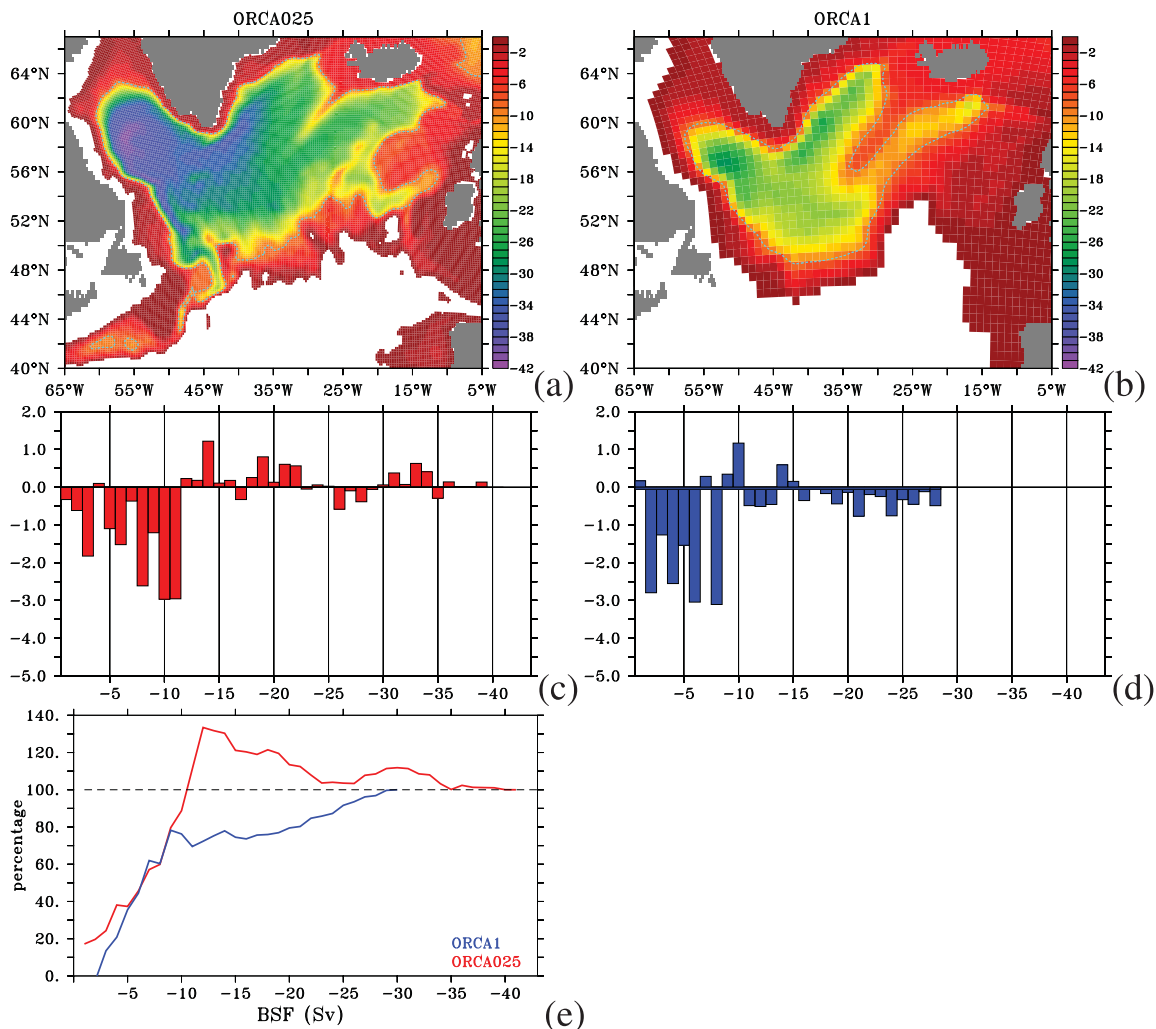 ORCA025 ORCA1
64°N -2 64°N -2
60°N -6 60°N -6
-10 -10
56°N -14 56°N -14
-18 -18
52°N -22 52°N -22
-26 -26
48°N -30 48°N -30
-34 -34
44°N -38 44°N -38
40°N -42 40°N -42
65°W 55°W 45°W 35°W 25°W 15°W 5°W (a) 65°W 55°W 45°W 35°W 25°W 15°W 5°W (b)
2.0 2.0
1.0 1.0
0.0 0.0
-1.0 -1.0
-2.0 -2.0
-3.0 -3.0
-4.0 -4.0
-5.0 -5.0
-5 -10 -15 -20 -25 -30 -35 -40 (c) -5 -10 -15 -20 -25 -30 -35 -40 (d)
140.
120.
100.
80.
60.
40.
20.
0.
percentage
ORCA1
ORCA025
-5 -10 -15 -20 -25 -30 -35 -40
BSF (Sv) (e)